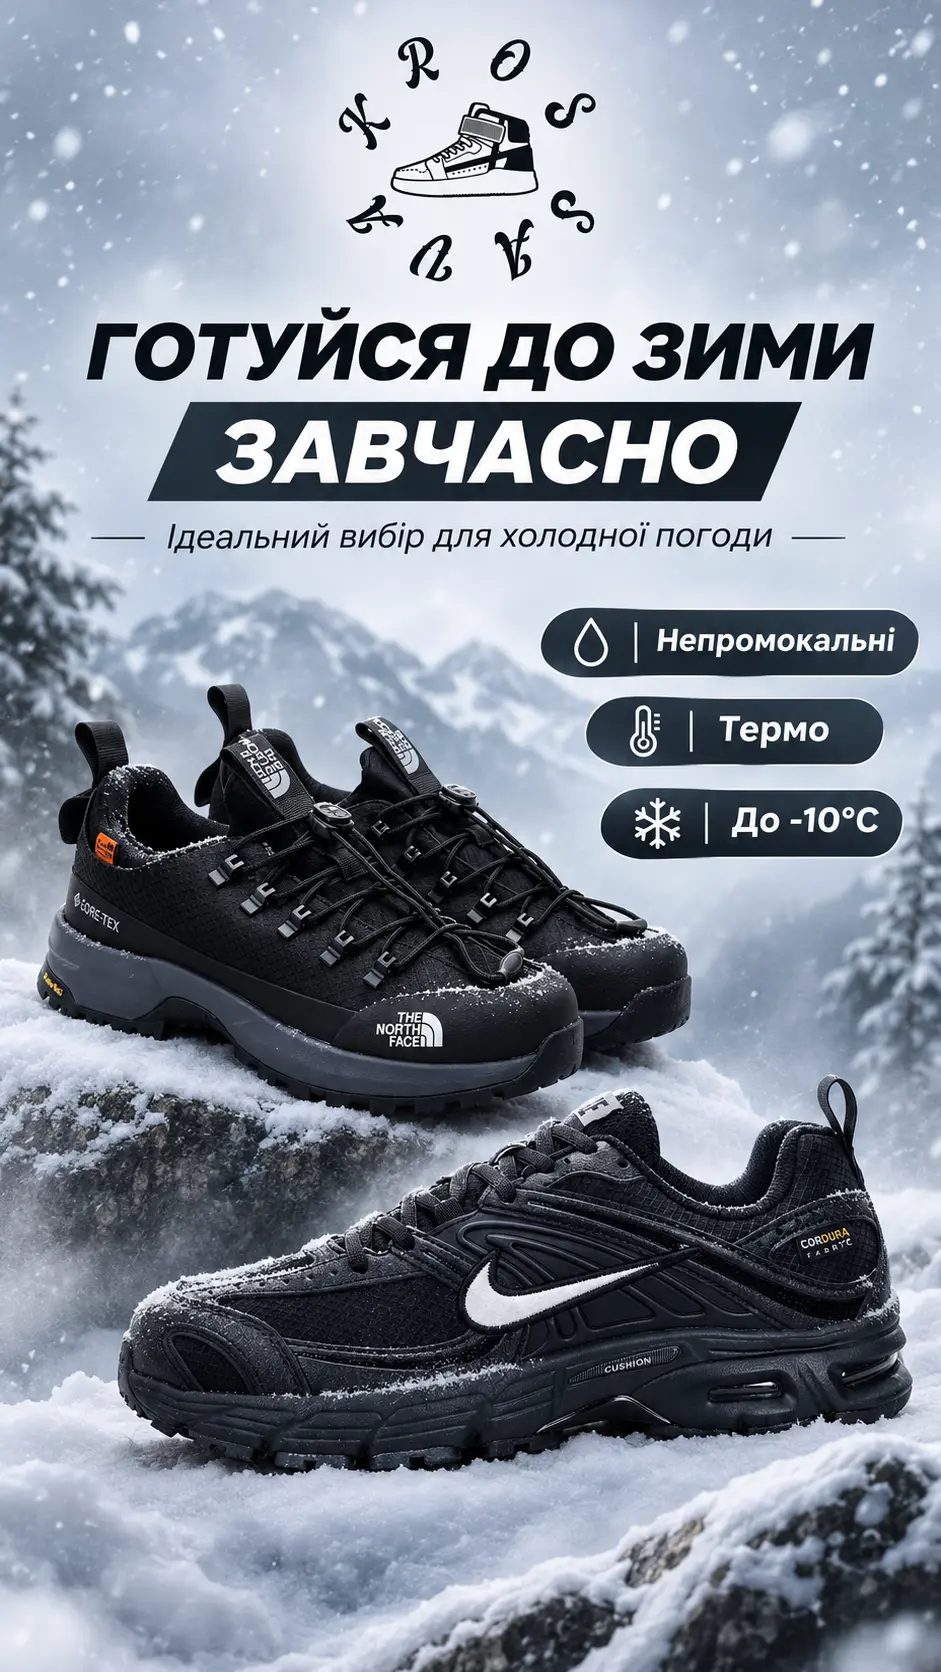 KROSSAVA
ГОТУЙСЯ ДО ЗИМИ
ЗАВЧАСНО
Ідеальний вибір для холодної погоди
Непромокальні
Термо
До -10°C
GORE-TEX
THE
NORTH
FACE
CORDURA
FABRIC
CUSHION